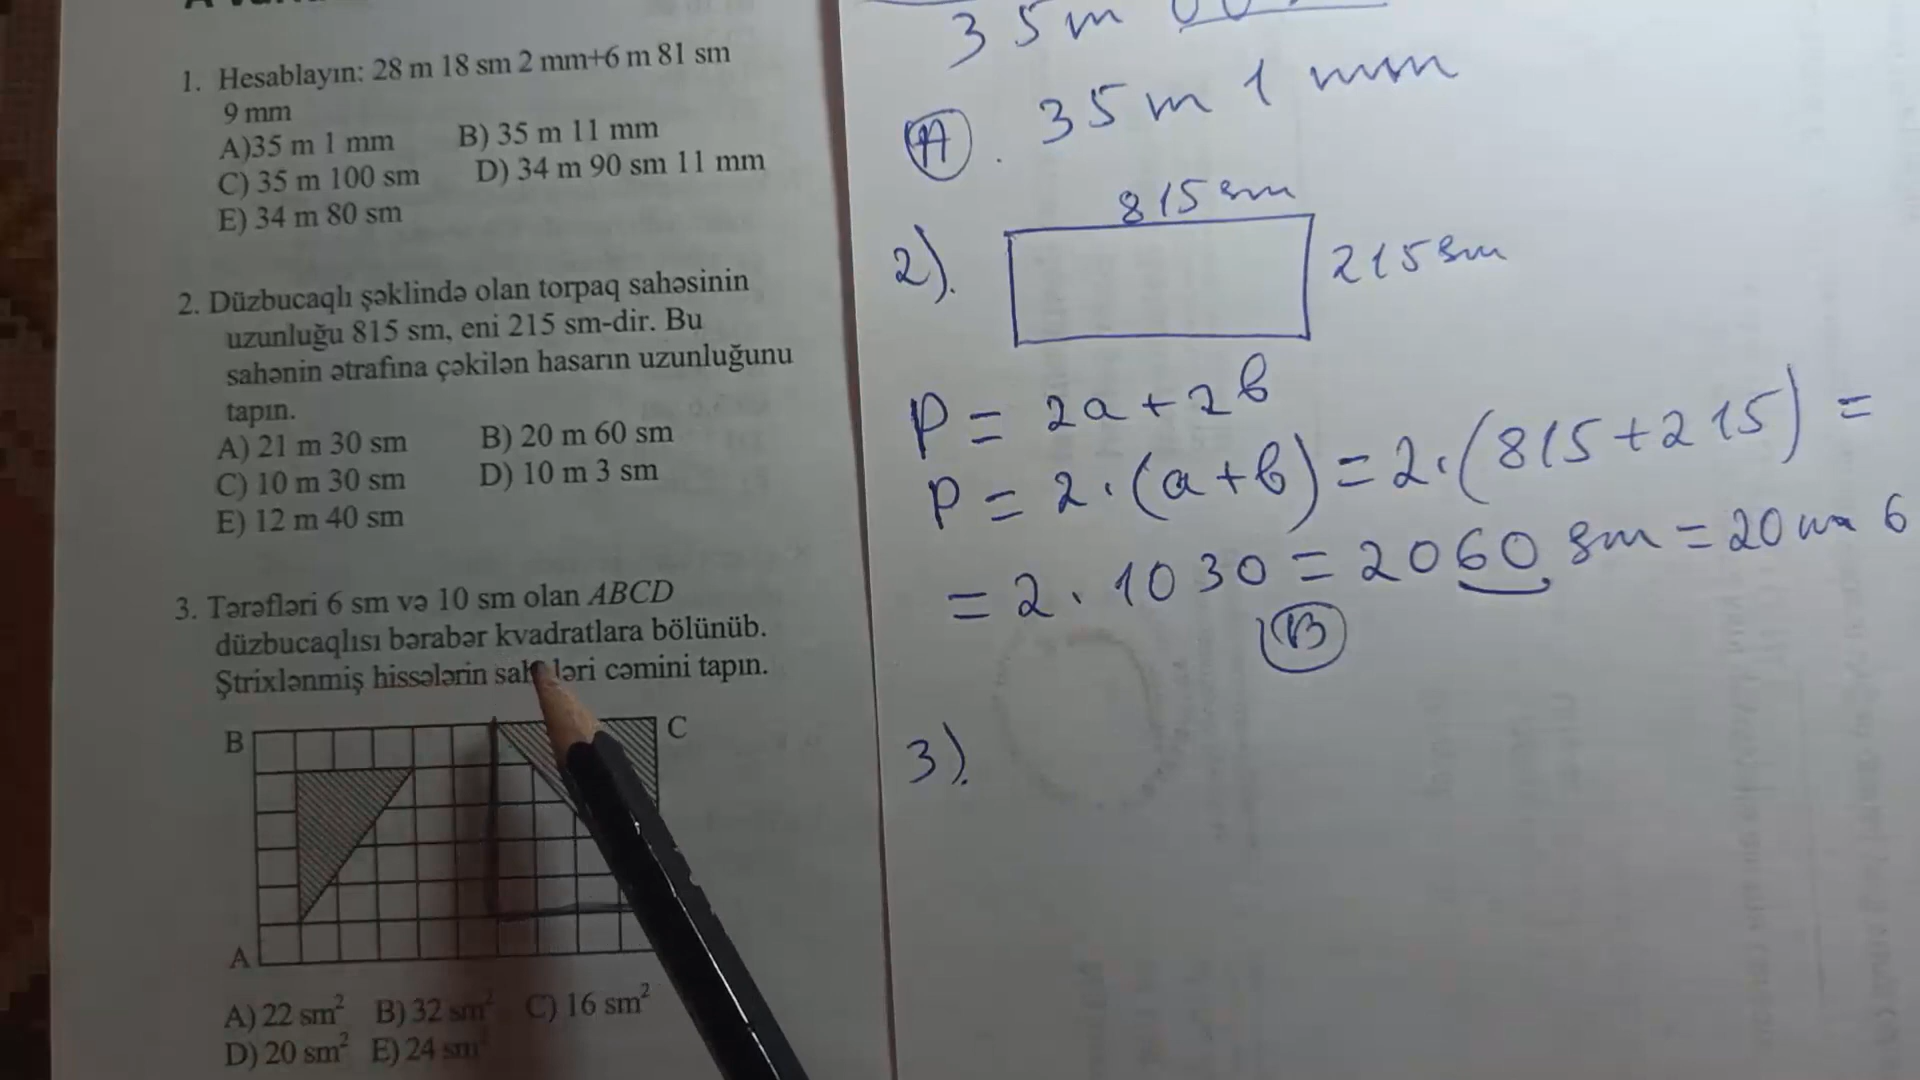 1. Hesablayın: 28 m 18 sm 2 mm+6 m 81 sm
9 mm
A)35 m 1 mm B) 35 m 11 mm
C) 35 m 100 sm D) 34 m 90 sm 11 mm
E) 34 m 80 sm
2. Düzbucaqlı şəklində olan torpaq sahəsinin
uzunluğu 815 sm, eni 215 sm-dir. Bu
sahənin ətrafına çəkilən hasarın uzunluğunu
tapın.
A) 21 m 30 sm B) 20 m 60 sm
C) 10 m 30 sm D) 10 m 3 sm
E) 12 m 40 sm
3. Tərəfləri 6 sm və 10 sm olan ABCD
düzbucaqlısı bərabər kvadratlara bölünüb.
Ştrixlənmiş hissələrin cəmini tapın.
B C
A
A) 22 sm² B) 32 sm² C) 16 sm²
D) 20 sm² E) 24 sm²
35 m
A . 35 m 1 mm
815 sm
2). 215 sm
P = 2a + 2b
P = 2·(a+b) = 2·(815+215) =
= 2 · 1030 = 2060 sm = 20 m 6
B
3).